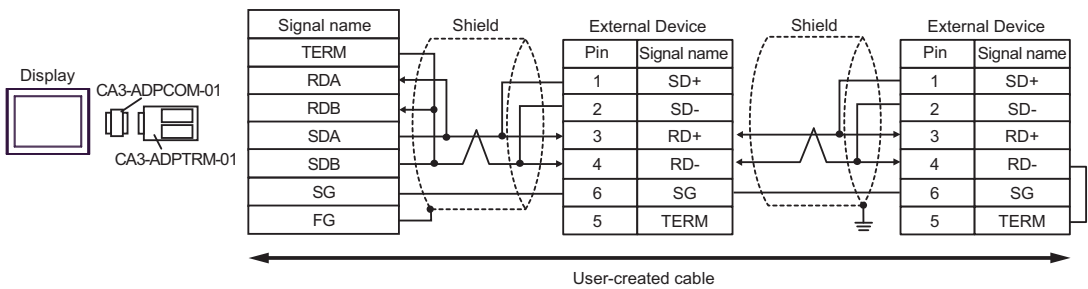 Display
CA3-ADPCOM-01
CA3-ADPTRM-01
Signal name
TERM
RDA
RDB
SDA
SDB
SG
FG
Shield
External Device
Pin Signal name
1 SD+
2 SD-
3 RD+
4 RD-
6 SG
5 TERM
Shield
External Device
Pin Signal name
1 SD+
2 SD-
3 RD+
4 RD-
6 SG
5 TERM
User-created cable